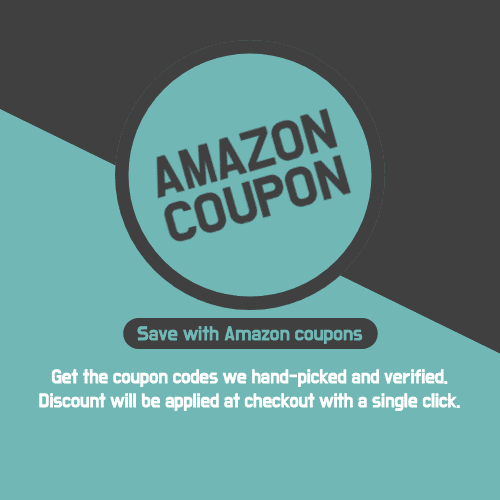 AMAZON
COUPON
Save with Amazon coupons
Get the coupon codes we hand-picked and verified.
Discount will be applied at checkout with a single click.